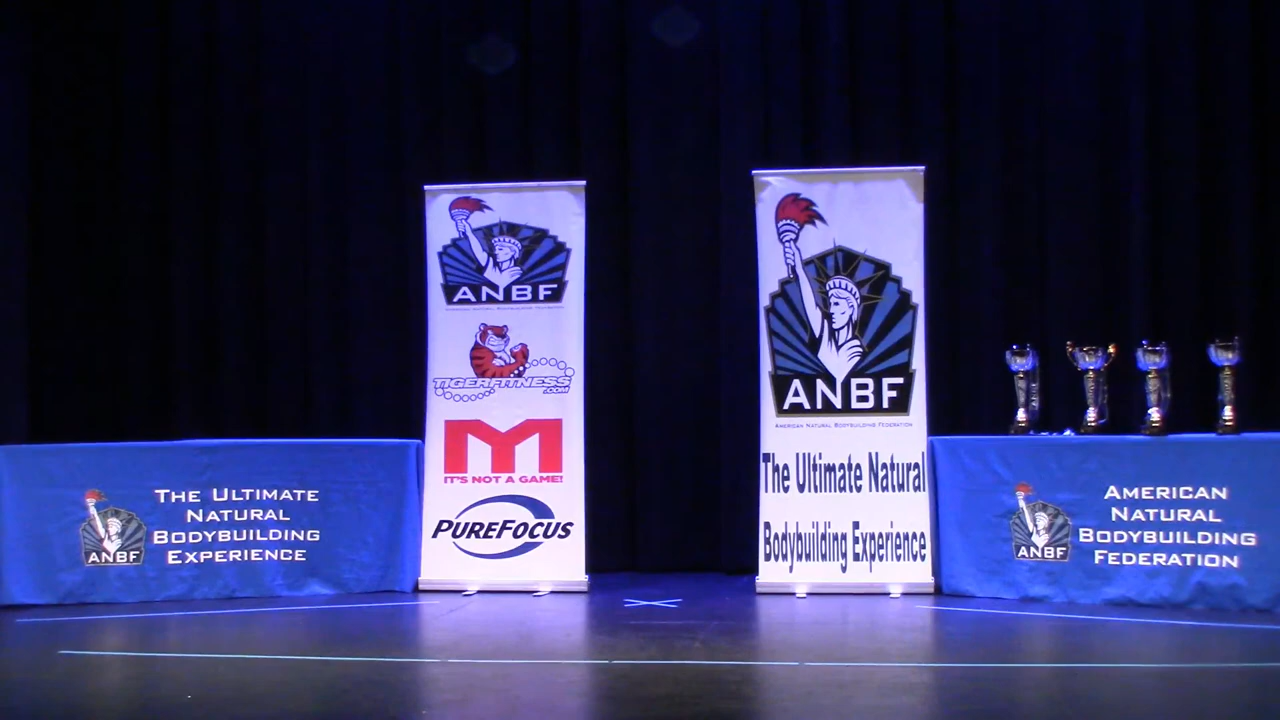 ANBF
TIGERFITNESS
.COM
M
IT'S NOT A GAME!
PUREFOCUS
ANBF
AMERICAN NATURAL BODYBUILDING FEDERATION
The Ultimate Natural
Bodybuilding Experience
ANBF
THE ULTIMATE
NATURAL
BODYBUILDING
EXPERIENCE
ANBF
AMERICAN
NATURAL
BODYBUILDING
FEDERATION